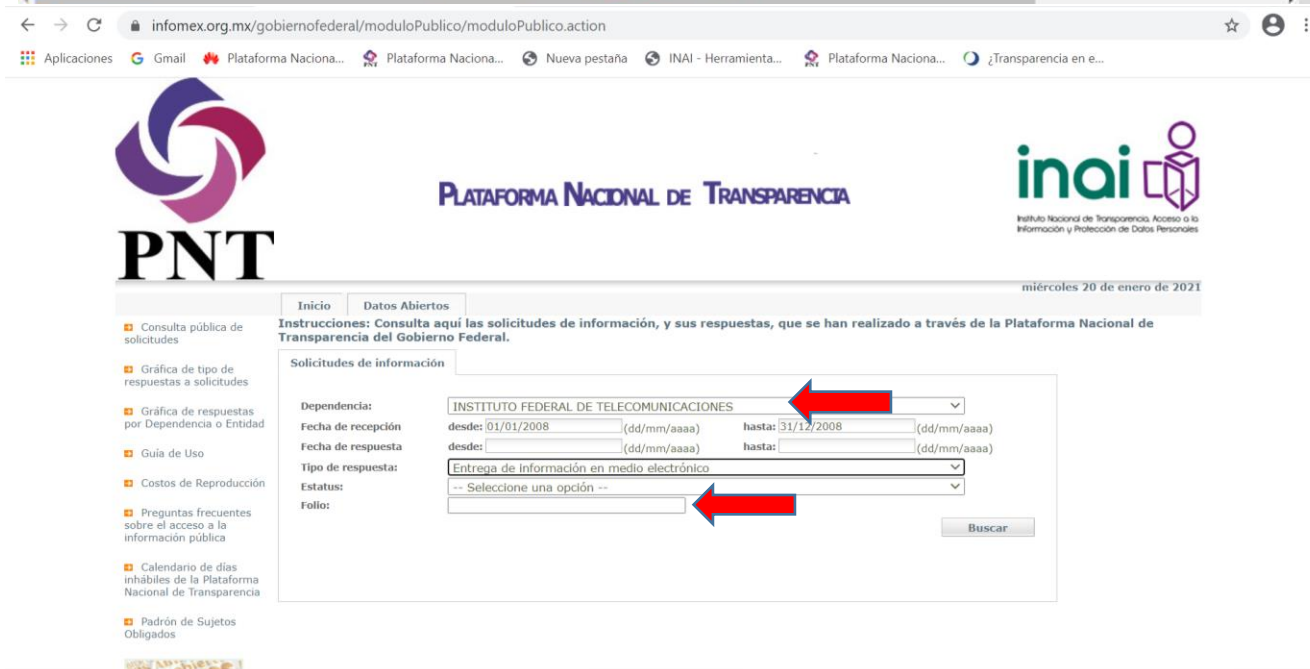 infomex.org.mx/gobiernofederal/moduloPublico/moduloPublico.action
Aplicaciones Gmail Plataforma Naciona... Plataforma Naciona... Nueva pestaña INAI - Herramienta... Plataforma Naciona... ¿Transparencia en e...
PNT
PLATAFORMA NACIONAL DE TRANSPARENCIA
inai
Instituto Nacional de Transparencia, Acceso a la
Información y Protección de Datos Personales
miércoles 20 de enero de 2021
Inicio Datos Abiertos
Instrucciones: Consulta aquí las solicitudes de información, y sus respuestas, que se han realizado a través de la Plataforma Nacional de
Transparencia del Gobierno Federal.
Consulta pública de
solicitudes
Gráfica de tipo de
respuestas a solicitudes
Gráfica de respuestas
por Dependencia o Entidad
Guía de Uso
Costos de Reproducción
Preguntas frecuentes
sobre el acceso a la
información pública
Calendario de días
inhábiles de la Plataforma
Nacional de Transparencia
Padrón de Sujetos
Obligados
Solicitudes de información
Dependencia: INSTITUTO FEDERAL DE TELECOMUNICACIONES
Fecha de recepción desde: 01/01/2008 (dd/mm/aaaa) hasta: 31/12/2008 (dd/mm/aaaa)
Fecha de respuesta desde: (dd/mm/aaaa) hasta: (dd/mm/aaaa)
Tipo de respuesta: Entrega de información en medio electrónico
Estatus: -- Seleccione una opción --
Folio:
Buscar